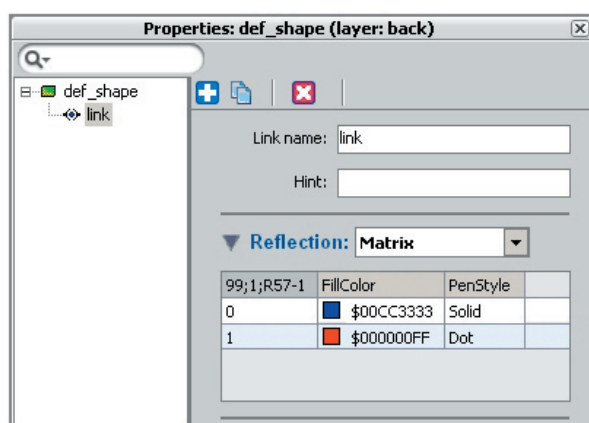 Properties: def_shape (layer: back)
def_shape
link
Link name: link
Hint:
Reflection: Matrix
99;1;R57-1 FillColor PenStyle
0 $00CC3333 Solid
1 $000000FF Dot